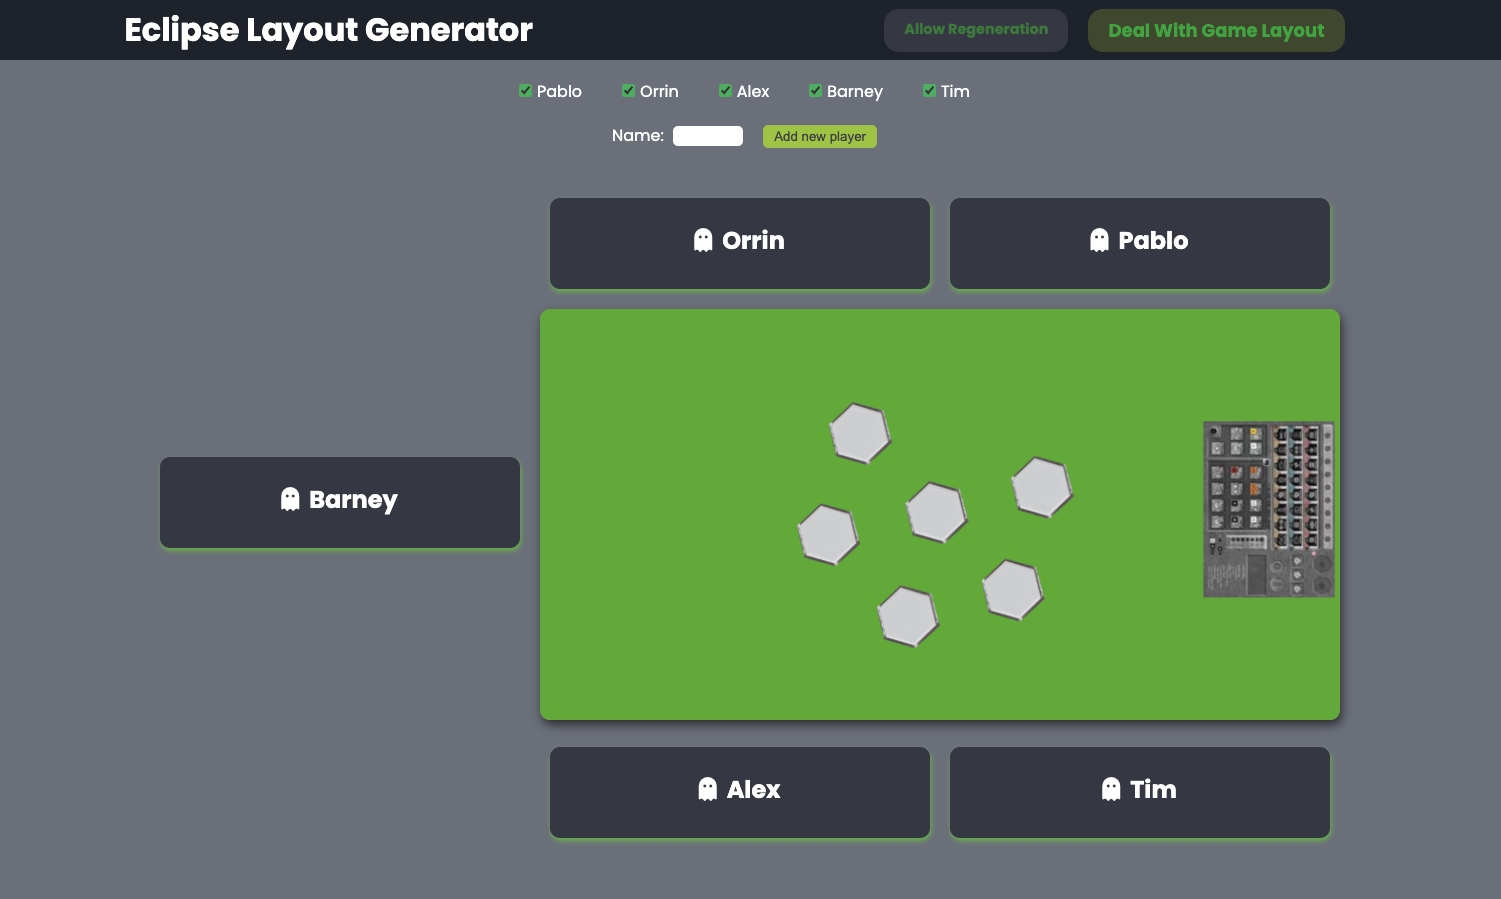 Eclipse Layout Generator
Allow Regeneration
Deal With Game Layout
Pablo
Orrin
Alex
Barney
Tim
Name:
Add new player
Orrin
Pablo
Barney
Alex
Tim